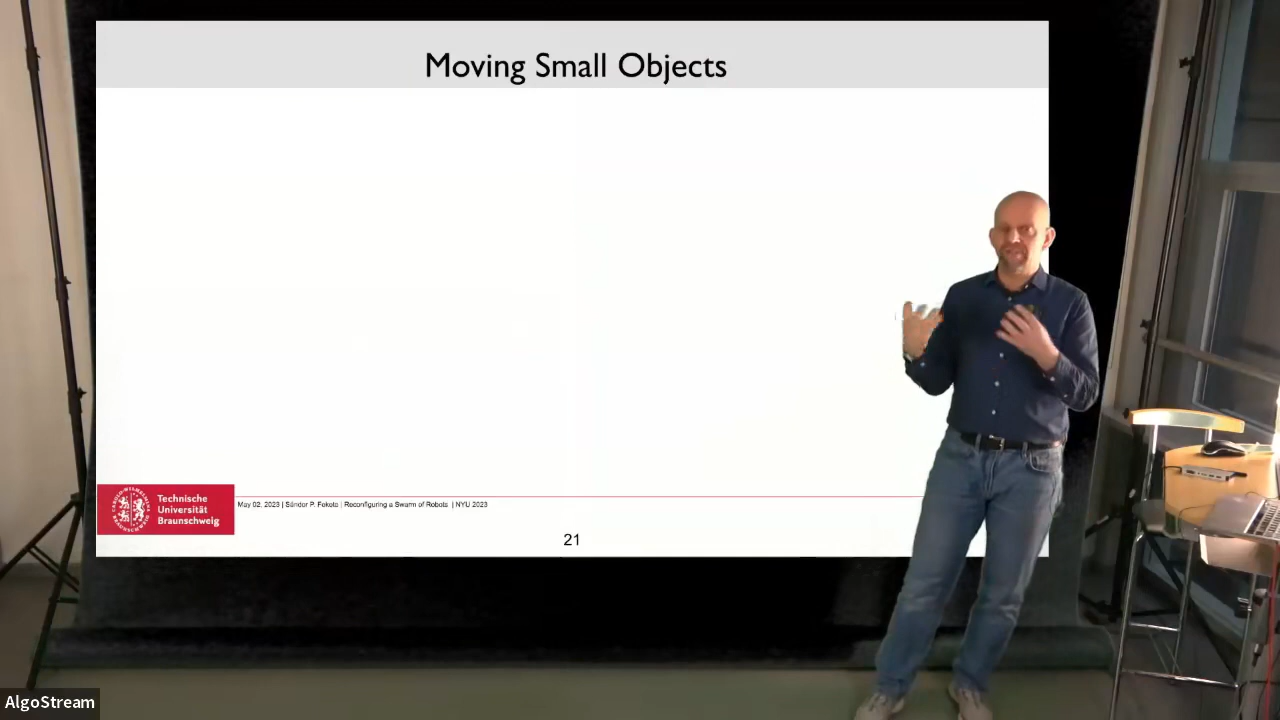 Moving Small Objects
Technische
Universität
Braunschweig
May 02, 2023 | Sándor P. Fekete | Reconfiguring a Swarm of Robots | NYU 2023
21
AlgoStream